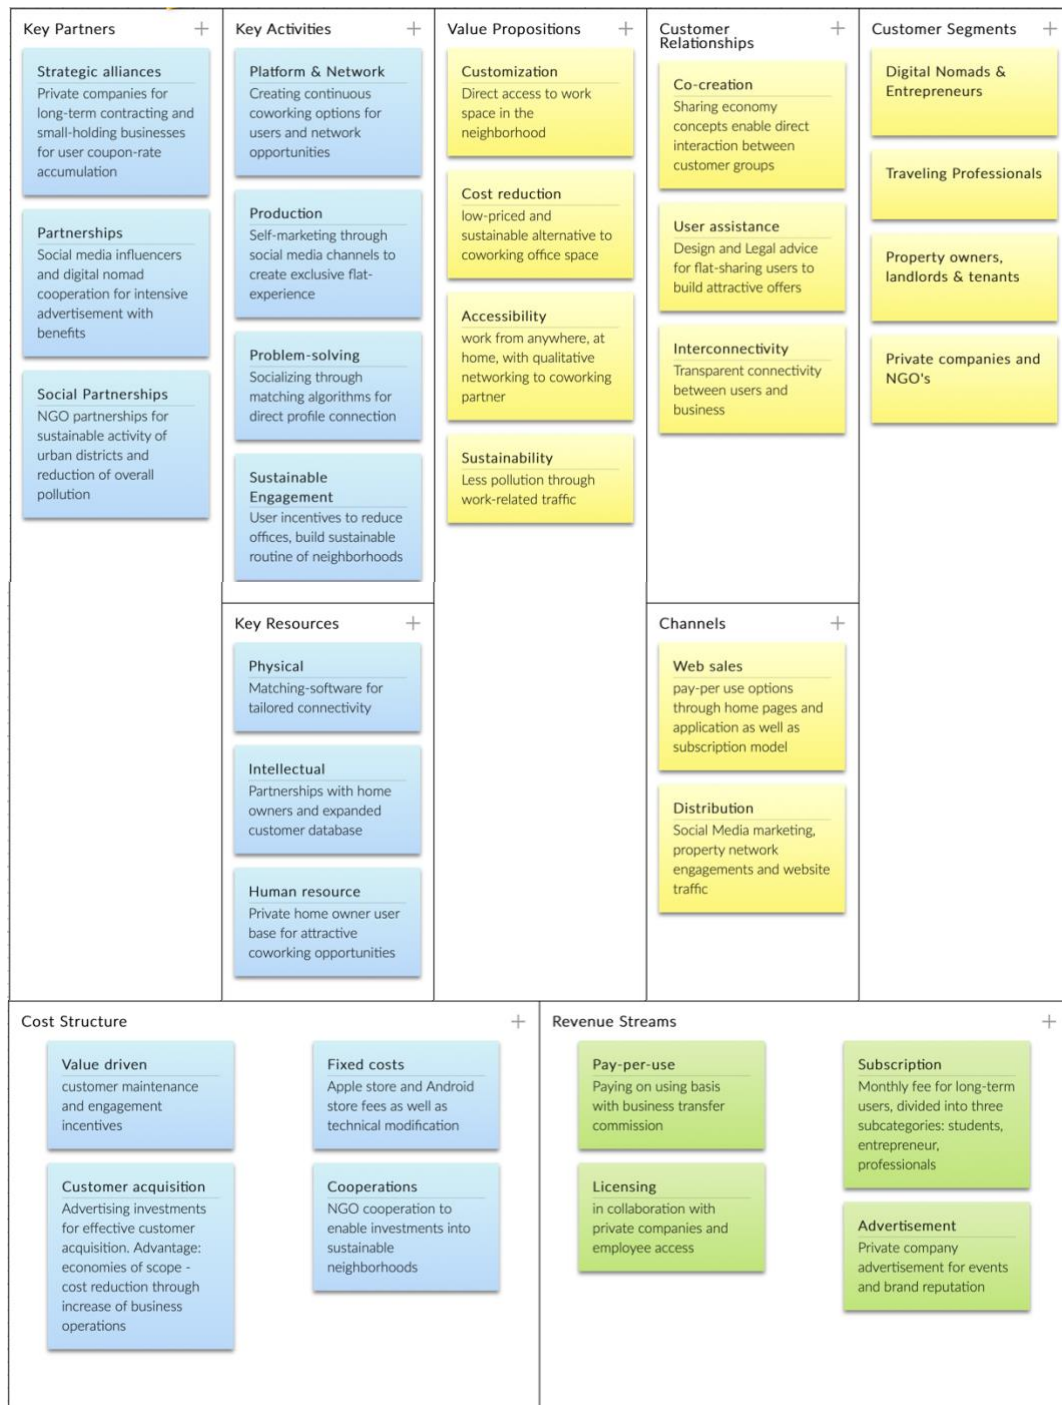 Key Partners
Strategic alliances
Private companies for
long-term contracting and
small-holding businesses
for user coupon-rate
accumulation
Partnerships
Social media influencers
and digital nomad
cooperation for intensive
advertisement with
benefits
Social Partnerships
NGO partnerships for
sustainable activity of
urban districts and
reduction of overall
pollution
Key Activities
Platform & Network
Creating continuous
coworking options for
users and network
opportunities
Production
Self-marketing through
social media channels to
create exclusive flat-
experience
Problem-solving
Socializing through
matching algorithms for
direct profile connection
Sustainable
Engagement
User incentives to reduce
offices, build sustainable
routine of neighborhoods
Key Resources
Physical
Matching-software for
tailored connectivity
Intellectual
Partnerships with home
owners and expanded
customer database
Human resource
Private home owner user
base for attractive
coworking opportunities
Value Propositions
Customization
Direct access to work
space in the
neighborhood
Cost reduction
low-priced and
sustainable alternative to
coworking office space
Accessibility
work from anywhere, at
home, with qualitative
networking to coworking
partner
Sustainability
Less pollution through
work-related traffic
Customer
Relationships
Co-creation
Sharing economy
concepts enable direct
interaction between
customer groups
User assistance
Design and Legal advice
for flat-sharing users to
build attractive offers
Interconnectivity
Transparent connectivity
between users and
business
Channels
Web sales
pay-per use options
through home pages and
application as well as
subscription model
Distribution
Social Media marketing,
property network
engagements and website
traffic
Customer Segments
Digital Nomads &
Entrepreneurs
Traveling Professionals
Property owners,
landlords & tenants
Private companies and
NGO's
Cost Structure
Value driven
customer maintenance
and engagement
incentives
Customer acquisition
Advertising investments
for effective customer
acquisition. Advantage:
economies of scope -
cost reduction through
increase of business
operations
Fixed costs
Apple store and Android
store fees as well as
technical modification
Cooperations
NGO cooperation to
enable investments into
sustainable
neighborhoods
Revenue Streams
Pay-per-use
Paying on using basis
with business transfer
commission
Licensing
in collaboration with
private companies and
employee access
Subscription
Monthly fee for long-term
users, divided into three
subcategories: students,
entrepreneur,
professionals
Advertisement
Private company
advertisement for events
and brand reputation